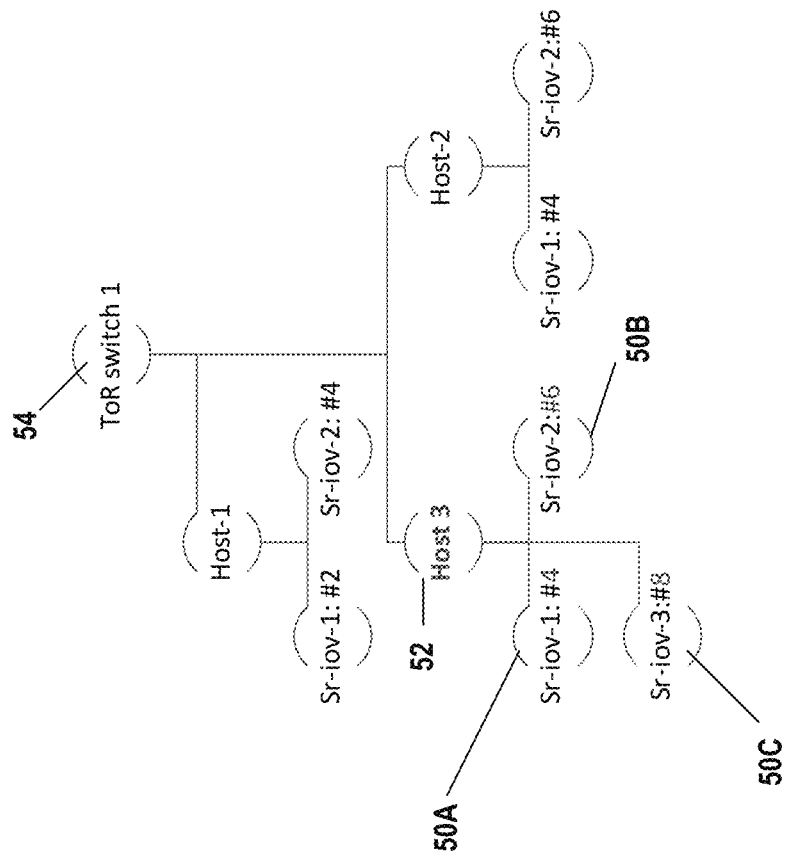 54
ToR switch 1
Host-1
Sr-iov-1: #2
Sr-iov-2: #4
52
Host 3
Host-2
50A
Sr-iov-1: #4
Sr-iov-2:#6
50B
Sr-iov-1: #4
Sr-iov-2:#6
Sr-iov-3:#8
50C